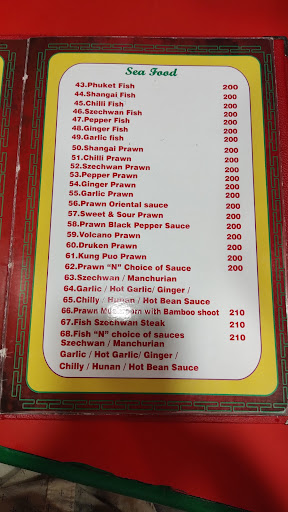 Sea Food
43.Phuket Fish 200
44.Shangai Fish 200
45.Chilli Fish 200
46.Szechwan Fish 200
47.Pepper Fish 200
48.Ginger Fish 200
49.Garlic fish 200
50.Shangai Prawn 200
51.Chilli Prawn 200
52.Szechwan Prawn 200
53.Pepper Prawn 200
54.Ginger Prawn 200
55.Garlic Prawn 200
56.Prawn Oriental sauce 200
57.Sweet & Sour Prawn 200
58.Prawn Black Pepper Sauce 200
59.Volcano Prawn 200
60.Druken Prawn 200
61.Kung Puo Prawn 200
62.Prawn "N" Choice of Sauce 200
63.Szechwan / Manchurian
64.Garlic / Hot Garlic/ Ginger /
65.Chilly / Hunan / Hot Bean Sauce
66.Prawn Mushroom with Bamboo shoot 210
67.Fish Szechwan Steak 210
68.Fish "N" choice of sauces 210
Szechwan / Manchurian
Garlic / Hot Garlic/ Ginger /
Chilly / Hunan / Hot Bean Sauce